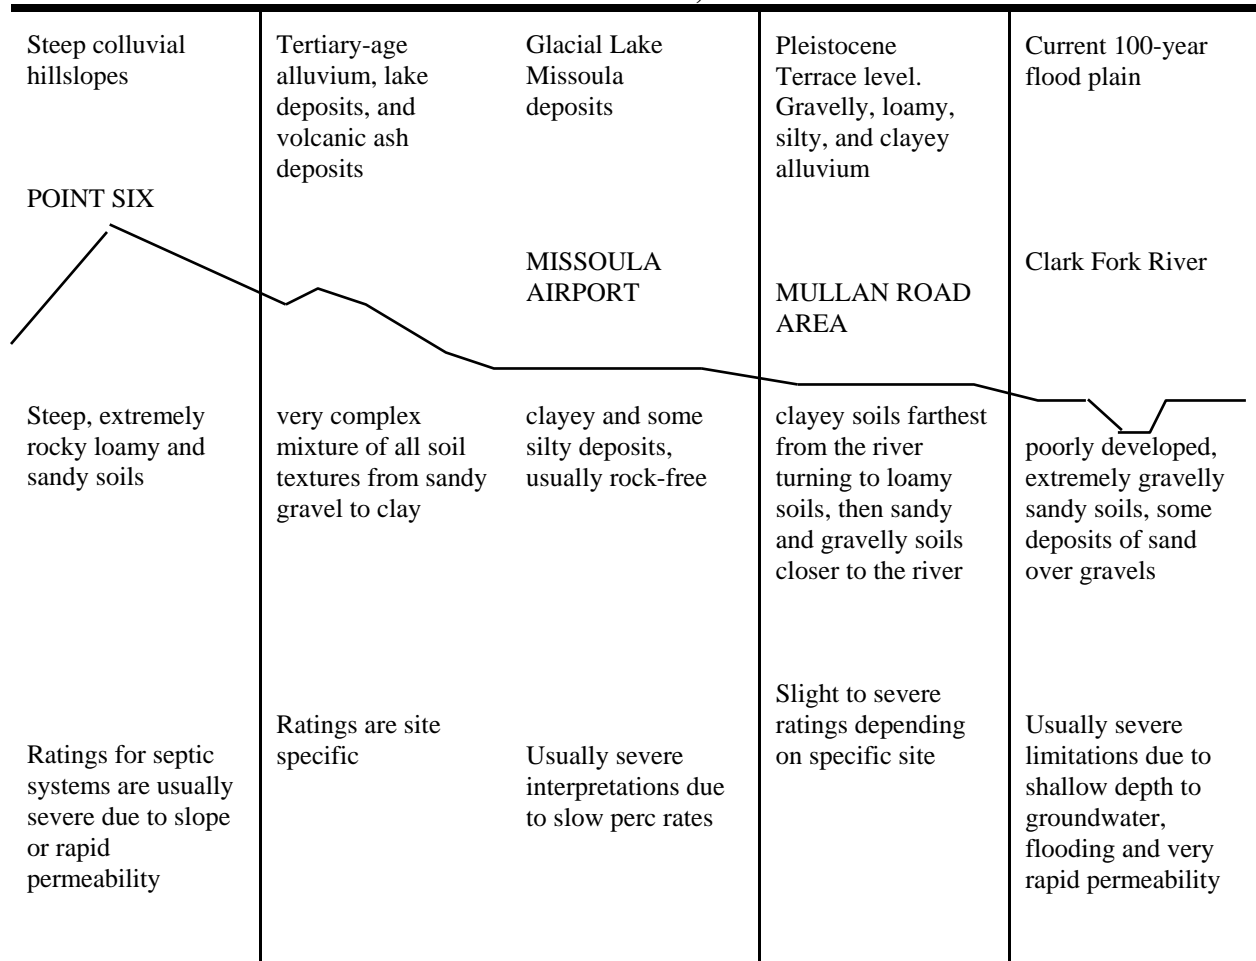 Steep colluvial
hillslopes
POINT SIX
Steep, extremely
rocky loamy and
sandy soils
Ratings for septic
systems are usually
severe due to slope
or rapid
permeability
Tertiary-age
alluvium, lake
deposits, and
volcanic ash
deposits
very complex
mixture of all soil
textures from sandy
gravel to clay
Ratings are site
specific
Glacial Lake
Missoula
deposits
MISSOULA
AIRPORT
clayey and some
silty deposits,
usually rock-free
Usually severe
interpretations due
to slow perc rates
Pleistocene
Terrace level.
Gravelly, loamy,
silty, and clayey
alluvium
MULLAN ROAD
AREA
clayey soils farthest
from the river
turning to loamy
soils, then sandy
and gravelly soils
closer to the river
Slight to severe
ratings depending
on specific site
Current 100-year
flood plain
Clark Fork River
poorly developed,
extremely gravelly
sandy soils, some
deposits of sand
over gravels
Usually severe
limitations due to
shallow depth to
groundwater,
flooding and very
rapid permeability